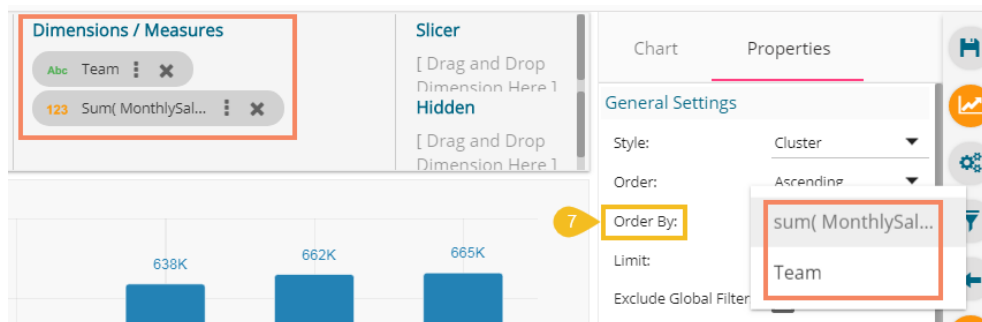 Dimensions / Measures
Abc Team
123 Sum( MonthlySal...
Slicer
[ Drag and Drop
Dimension Here ]
Hidden
[ Drag and Drop
Dimension Here ]
Chart Properties
General Settings
Style: Cluster
Order: Ascending
7 Order By:
sum( MonthlySal...
Limit:
Team
Exclude Global Filter
638K 662K 665K